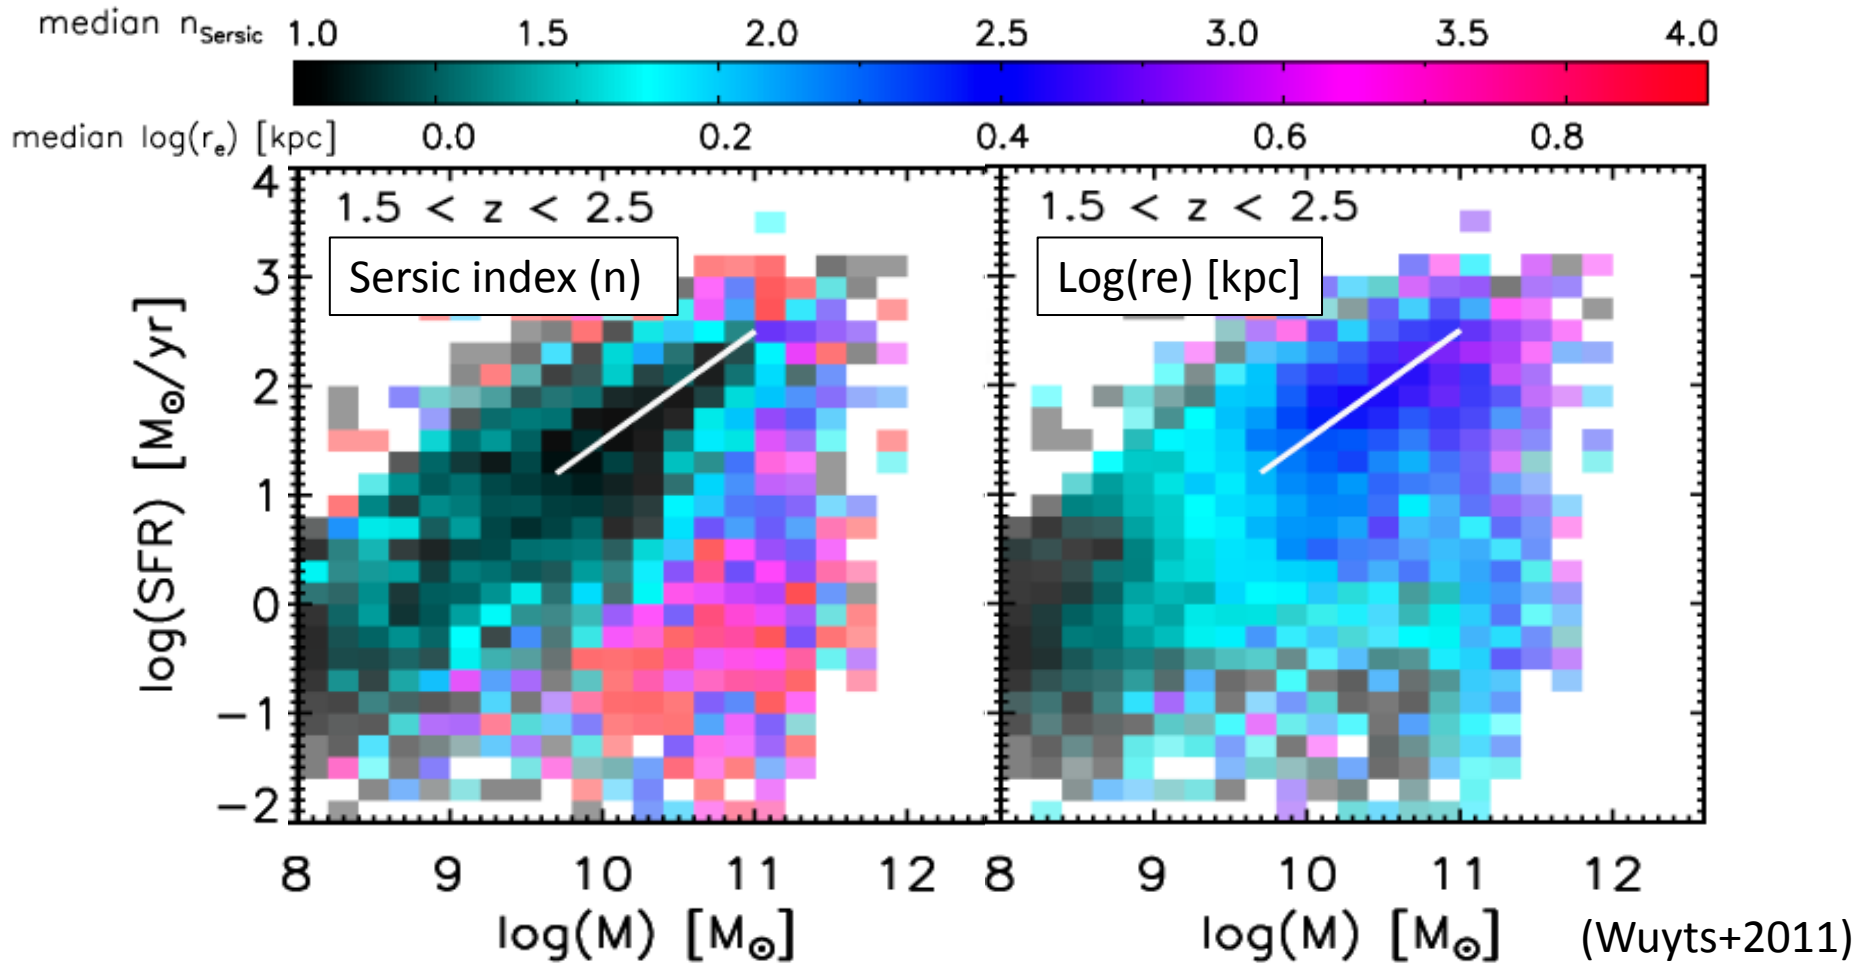 median nSersic 1.0 1.5 2.0 2.5 3.0 3.5 4.0
median log(re) [kpc] 0.0 0.2 0.4 0.6 0.8
1.5 < z < 2.5
Sersic index (n)
1.5 < z < 2.5
Log(re) [kpc]
log(SFR) [M⊙/yr]
4
3
2
1
0
−1
−2
8 9 10 11 12
8 9 10 11 12
log(M) [M⊙]
log(M) [M⊙]
(Wuyts+2011)